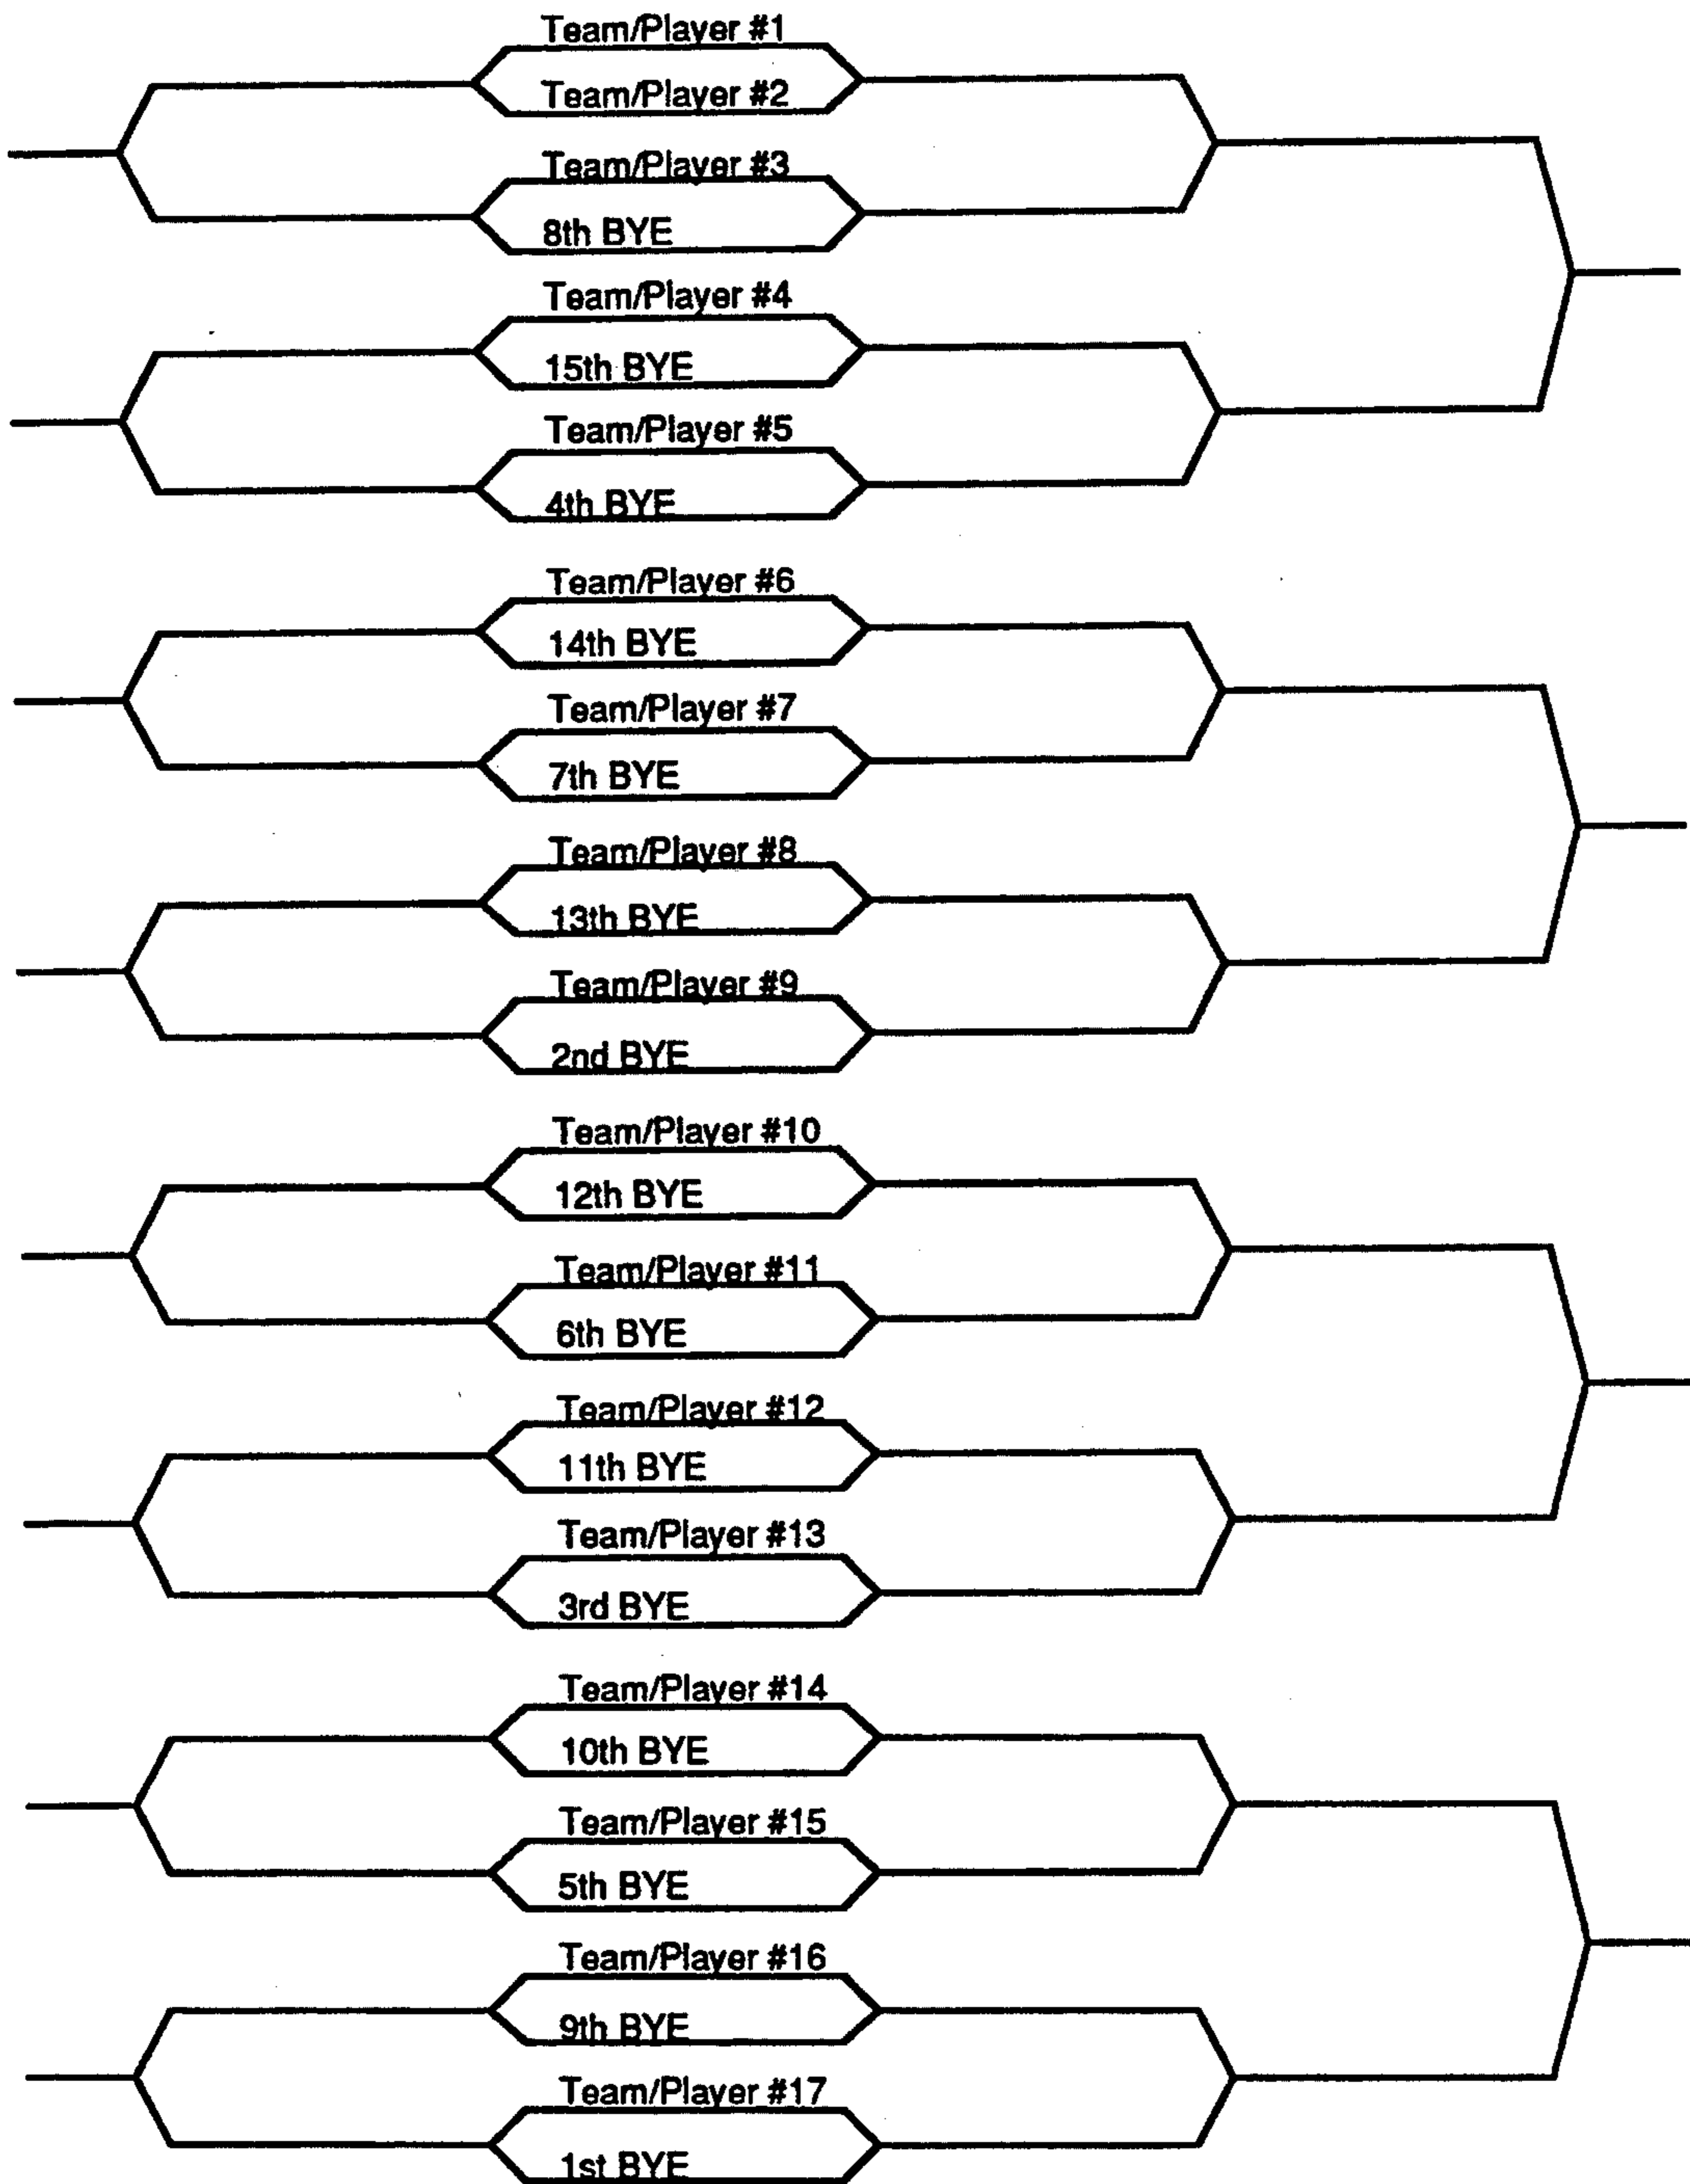 Team/Player #1
Team/Player #2
Team/Player #3
8th BYE
Team/Player #4
15th BYE
Team/Player #5
4th BYE
Team/Player #6
14th BYE
Team/Player #7
7th BYE
Team/Player #8
13th BYE
Team/Player #9
2nd BYE
Team/Player #10
12th BYE
Team/Player #11
6th BYE
Team/Player #12
11th BYE
Team/Player #13
3rd BYE
Team/Player #14
10th BYE
Team/Player #15
5th BYE
Team/Player #16
9th BYE
Team/Player #17
1st BYE